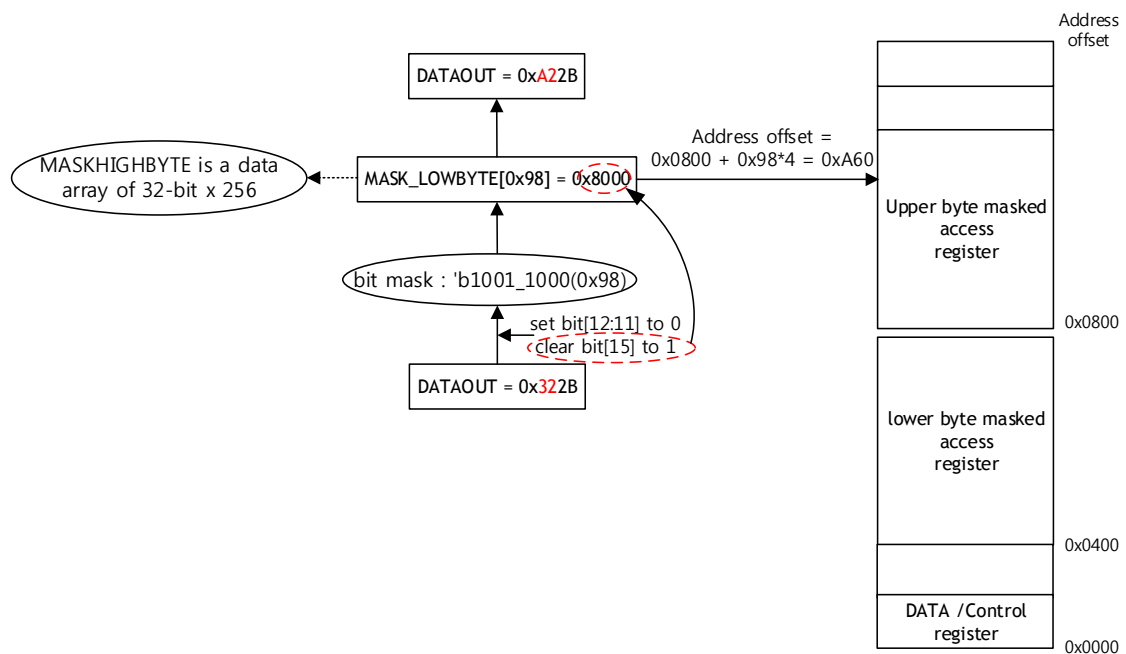 Address
offset
DATAOUT = 0xA22B
Address offset =
0x0800 + 0x98*4 = 0xA60
MASKHIGHBYTE is a data
array of 32-bit x 256
MASK_LOWBYTE[0x98] = 0x8000
Upper byte masked
access
register
bit mask : 'b1001_1000(0x98)
set bit[12:11] to 0
clear bit[15] to 1
0x0800
DATAOUT = 0x322B
lower byte masked
access
register
0x0400
DATA /Control
register
0x0000